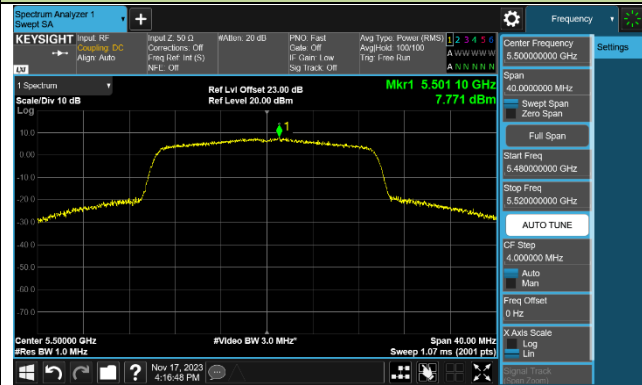 Spectrum Analyzer 1
Swept SA
Frequency
KEYSIGHT
Input: RF
Coupling: DC
Align: Auto
Input Z: 50 Ω
Corrections: Off
Freq Ref: Int (S)
NFE: Off
#Atten: 20 dB
PNO: Fast
Gate: Off
IF Gain: Low
Sig Track: Off
Avg Type: Power (RMS)
Avg|Hold: 100/100
Trig: Free Run
1 2 3 4 5 6
A W W W W W
A N N N N N
1 Spectrum
Scale/Div 10 dB
Log
Ref Lvl Offset 23.00 dB
Ref Level 20.00 dBm
Mkr1 5.501 10 GHz
7.771 dBm
1
10.0
0.00
-10.0
-20.0
-30.0
-40.0
-50.0
-60.0
-70.0
Center 5.50000 GHz
#Res BW 1.0 MHz
#Video BW 3.0 MHz*
Span 40.00 MHz
Sweep 1.07 ms (2001 pts)
Nov 17, 2023
4:16:48 PM
Center Frequency
5.500000000 GHz
Span
40.0000000 MHz
Swept Span
Zero Span
Full Span
Start Freq
5.480000000 GHz
Stop Freq
5.520000000 GHz
AUTO TUNE
CF Step
4.000000 MHz
Auto
Man
Freq Offset
0 Hz
X Axis Scale
Log
Lin
Signal Track
(Span Zoom)
Settings